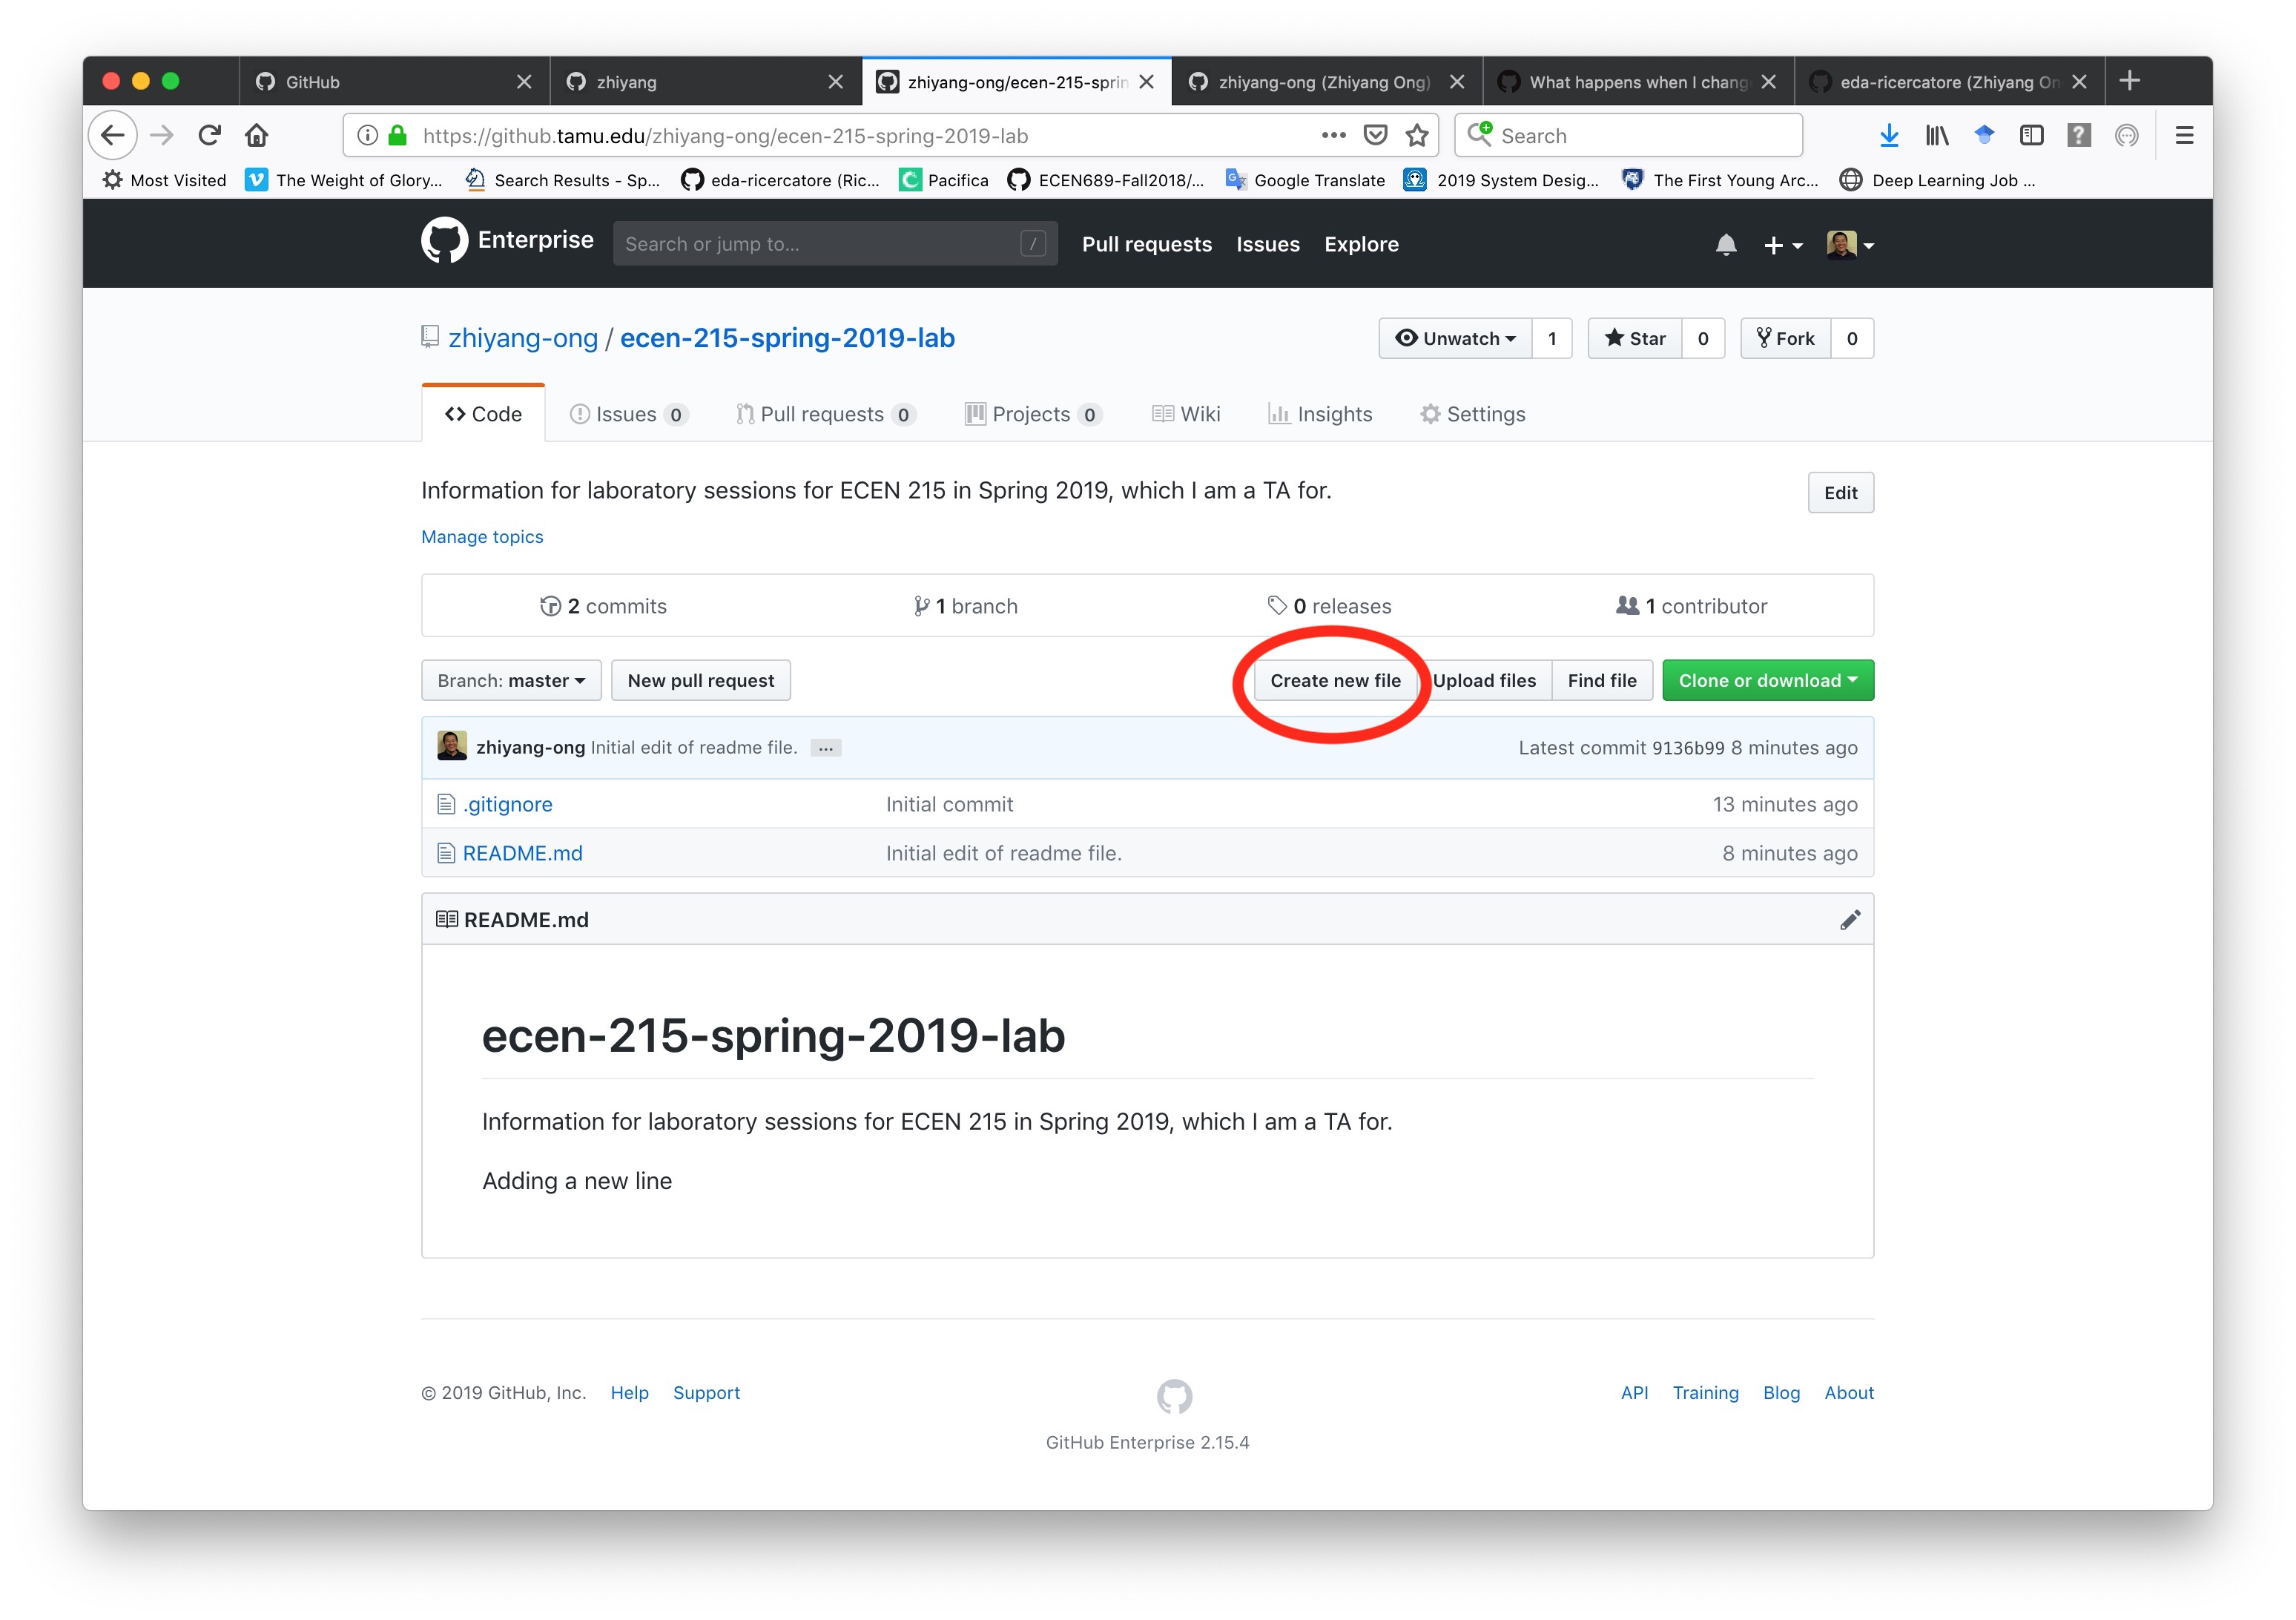 GitHub
zhiyang
zhiyang-ong/ecen-215-sprin
zhiyang-ong (Zhiyang Ong)
What happens when I chang
eda-ricercatore (Zhiyang On
https://github.tamu.edu/zhiyang-ong/ecen-215-spring-2019-lab
Search
Most Visited
The Weight of Glory...
Search Results - Sp...
eda-ricercatore (Ric...
Pacifica
ECEN689-Fall2018/...
Google Translate
2019 System Desig...
The First Young Arc...
Deep Learning Job ...
Enterprise
Search or jump to...
/
Pull requests
Issues
Explore
zhiyang-ong / ecen-215-spring-2019-lab
Unwatch 1
Star 0
Fork 0
Code
Issues 0
Pull requests 0
Projects 0
Wiki
Insights
Settings
Information for laboratory sessions for ECEN 215 in Spring 2019, which I am a TA for.
Edit
Manage topics
2 commits
1 branch
0 releases
1 contributor
Branch: master
New pull request
Create new file
Upload files
Find file
Clone or download
zhiyang-ong Initial edit of readme file. ...
Latest commit 9136b99 8 minutes ago
.gitignore
Initial commit
13 minutes ago
README.md
Initial edit of readme file.
8 minutes ago
README.md
ecen-215-spring-2019-lab
Information for laboratory sessions for ECEN 215 in Spring 2019, which I am a TA for.
Adding a new line
© 2019 GitHub, Inc.
Help
Support
API
Training
Blog
About
GitHub Enterprise 2.15.4